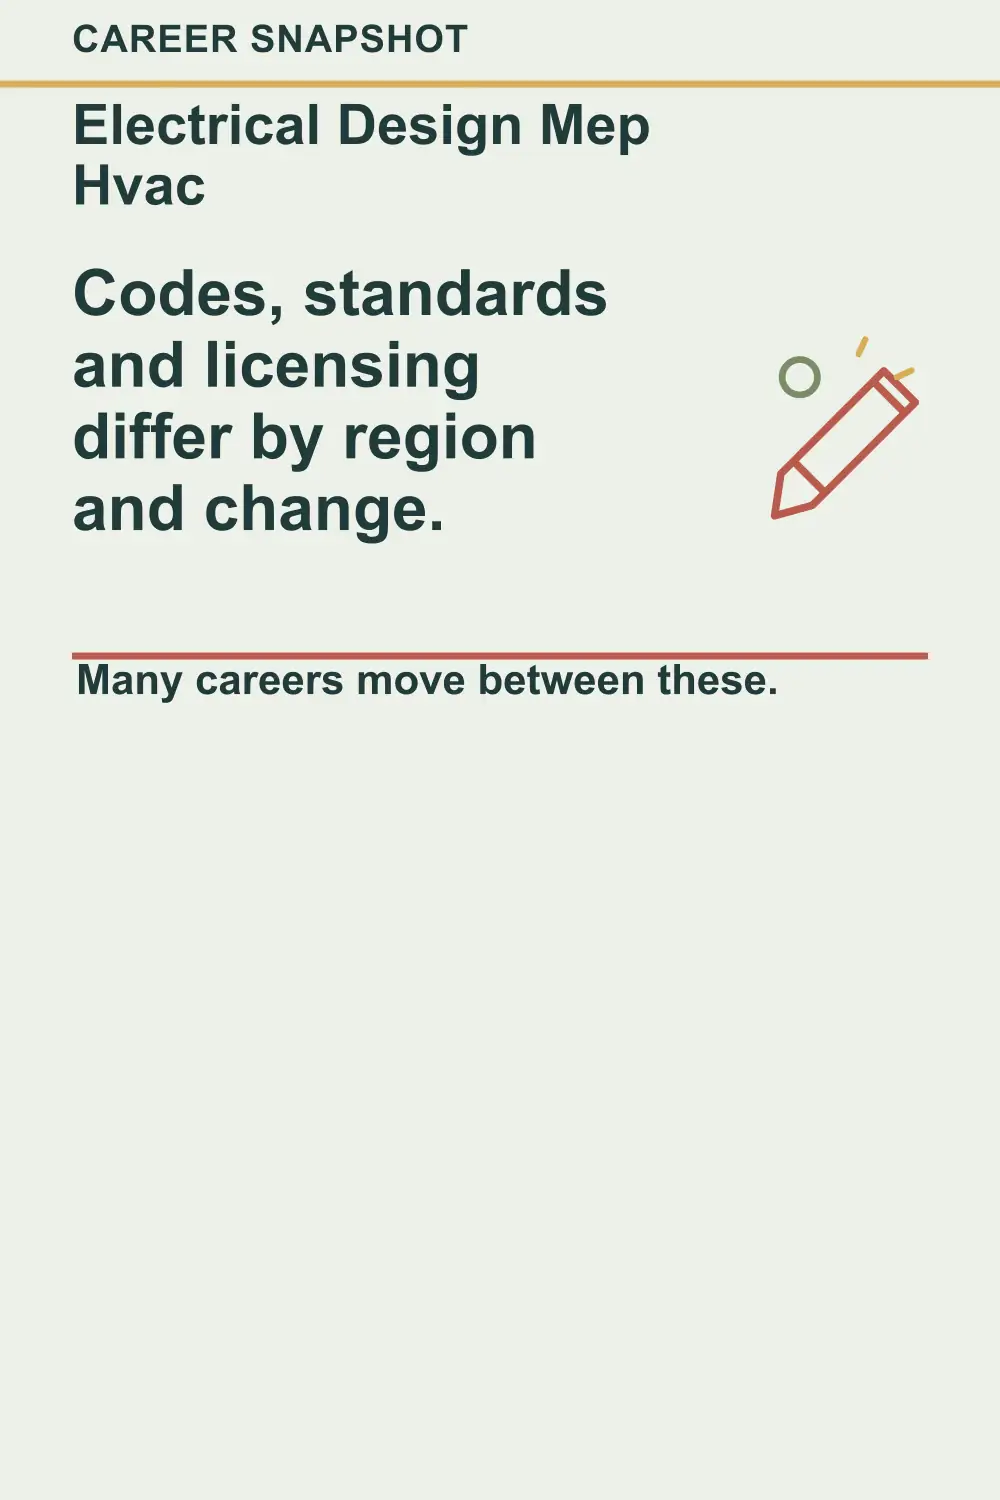 CAREER SNAPSHOT
Electrical Design Mep
Hvac
Codes, standards
and licensing
differ by region
and change.
Many careers move between these.